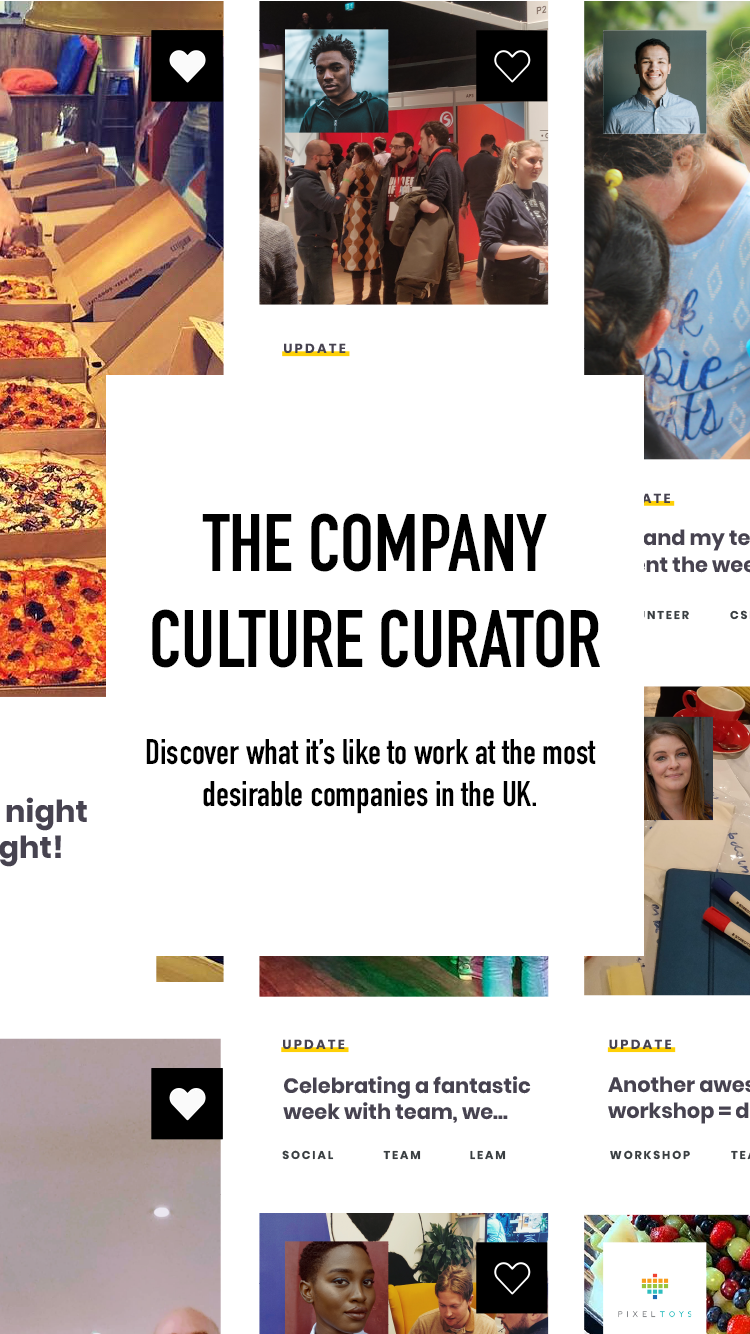 P2
UPDATE
THE COMPANY
CULTURE CURATOR
Discover what it’s like to work at the most
desirable companies in the UK.
ATE
and my te
nt the wee
UNTEER CS
night
ght!
UPDATE
Celebrating a fantastic
week with team, we...
SOCIAL TEAM LEAM
UPDATE
Another awes
workshop = d
WORKSHOP TEA
PIXELTOYS